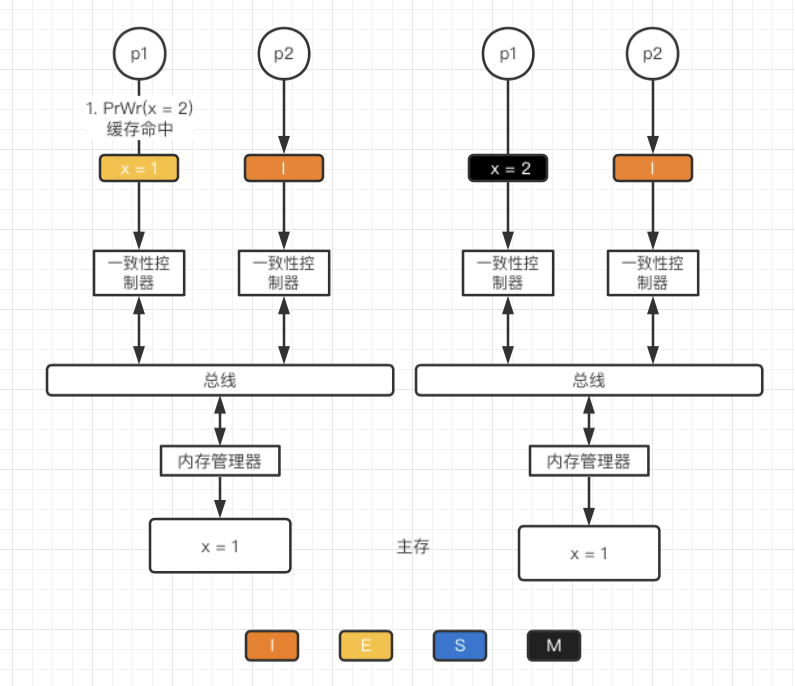 p1
p2
p1
p2
1. PrWr(x = 2)
缓存命中
x = 1
I
x = 2
I
一致性控
制器
一致性控
制器
一致性控
制器
一致性控
制器
总线
总线
内存管理器
内存管理器
x = 1
主存
x = 1
I
E
S
M